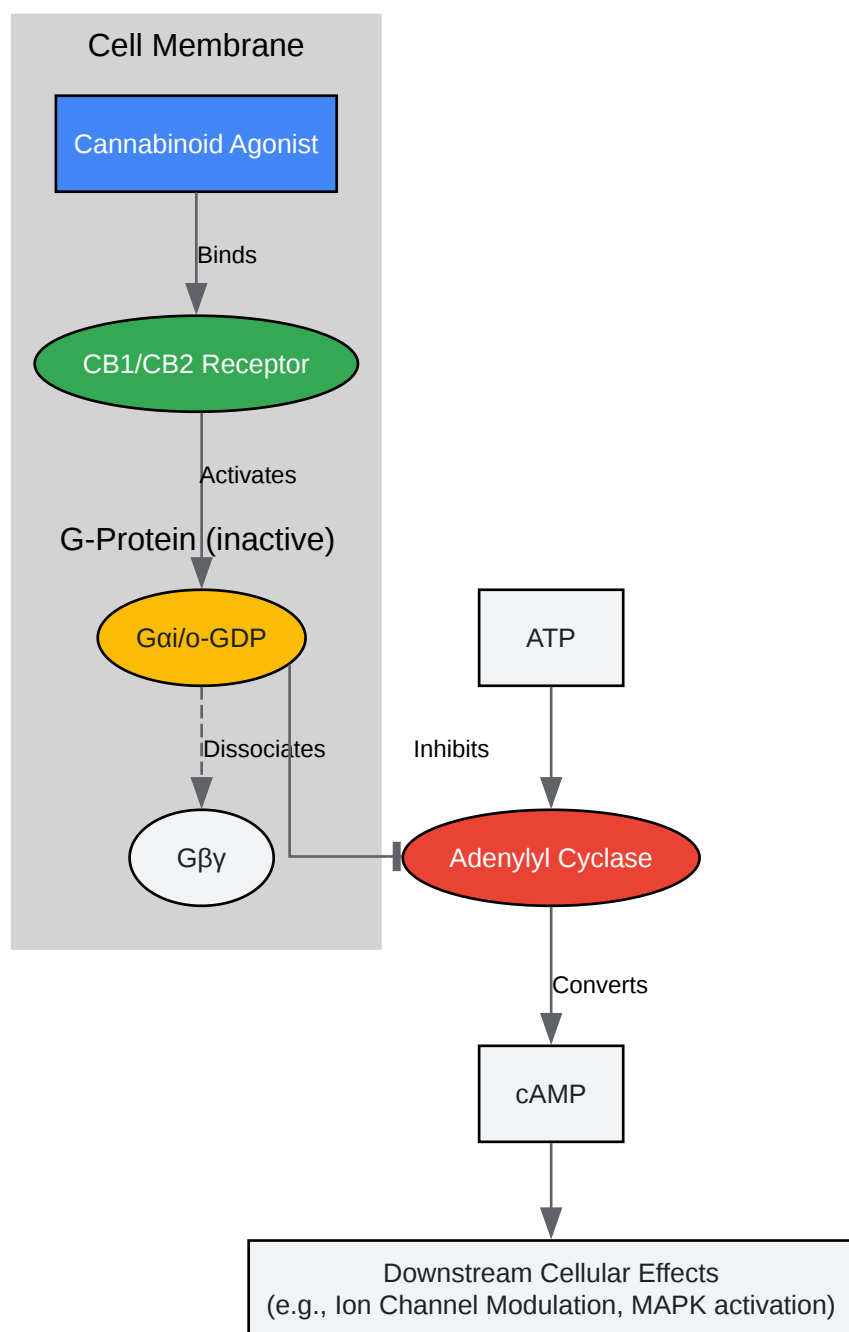 Cell Membrane
Cannabinoid Agonist
Binds
CB1/CB2 Receptor
Activates
G-Protein (inactive)
Gαi/o-GDP
ATP
Dissociates
Inhibits
Gβγ
Adenylyl Cyclase
Converts
cAMP
Downstream Cellular Effects
(e.g., Ion Channel Modulation, MAPK activation)